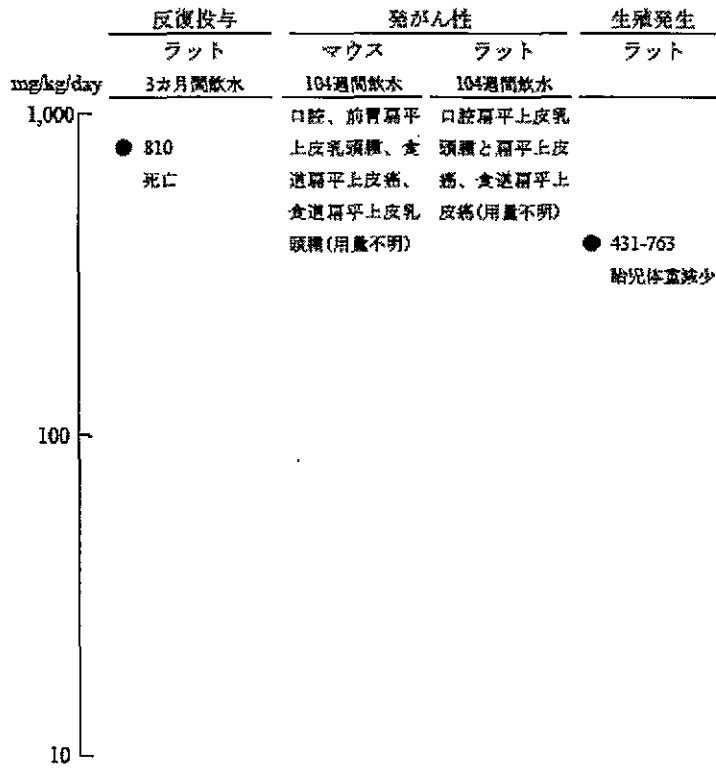 反復投与 発がん性 生殖発生
ラット マウス ラット ラット
mg/kg/day 3カ月間飲水 104週間飲水 104週間飲水
1,000
810
死亡
口腔、前胃扁平
上皮乳頭腫、食
道扁平上皮癌、
食道扁平上皮乳
頭腫(用量不明)
口腔扁平上皮乳
頭腫と扁平上皮
癌、食道扁平上
皮癌(用量不明)
431-763
胎児体重減少
100
10